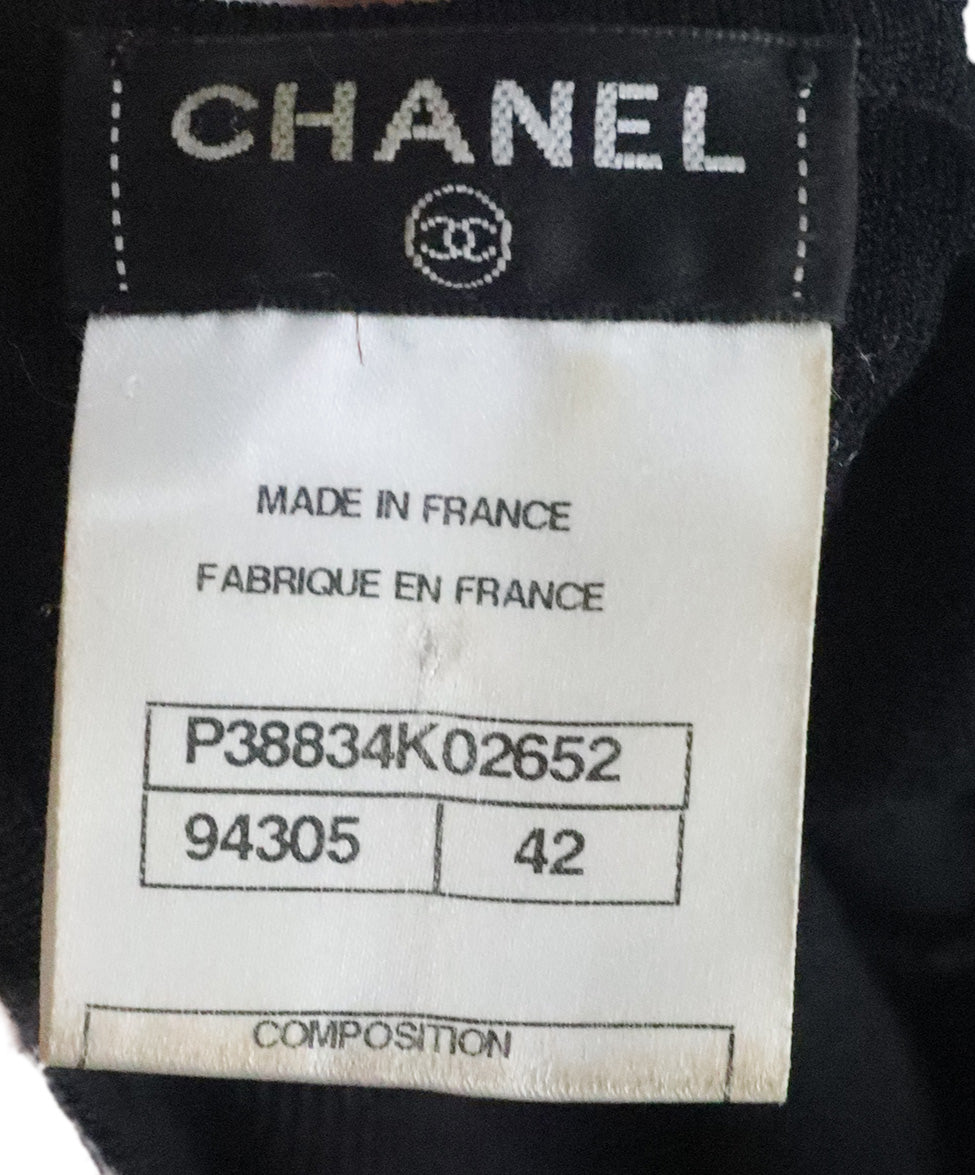 CHANEL
MADE IN FRANCE
FABRIQUE EN FRANCE
P38834K02652
94305 42
COMPOSITION